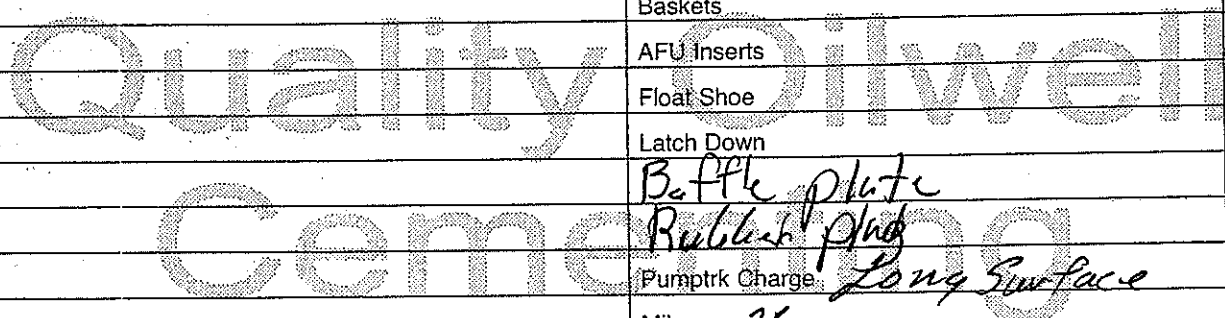 Baskets
Quality Oilwell
AFU Inserts
Float Shoe
Latch Down
Baffle plate
Cementing
Rubber plug
Pumptrk Charge Long Surface